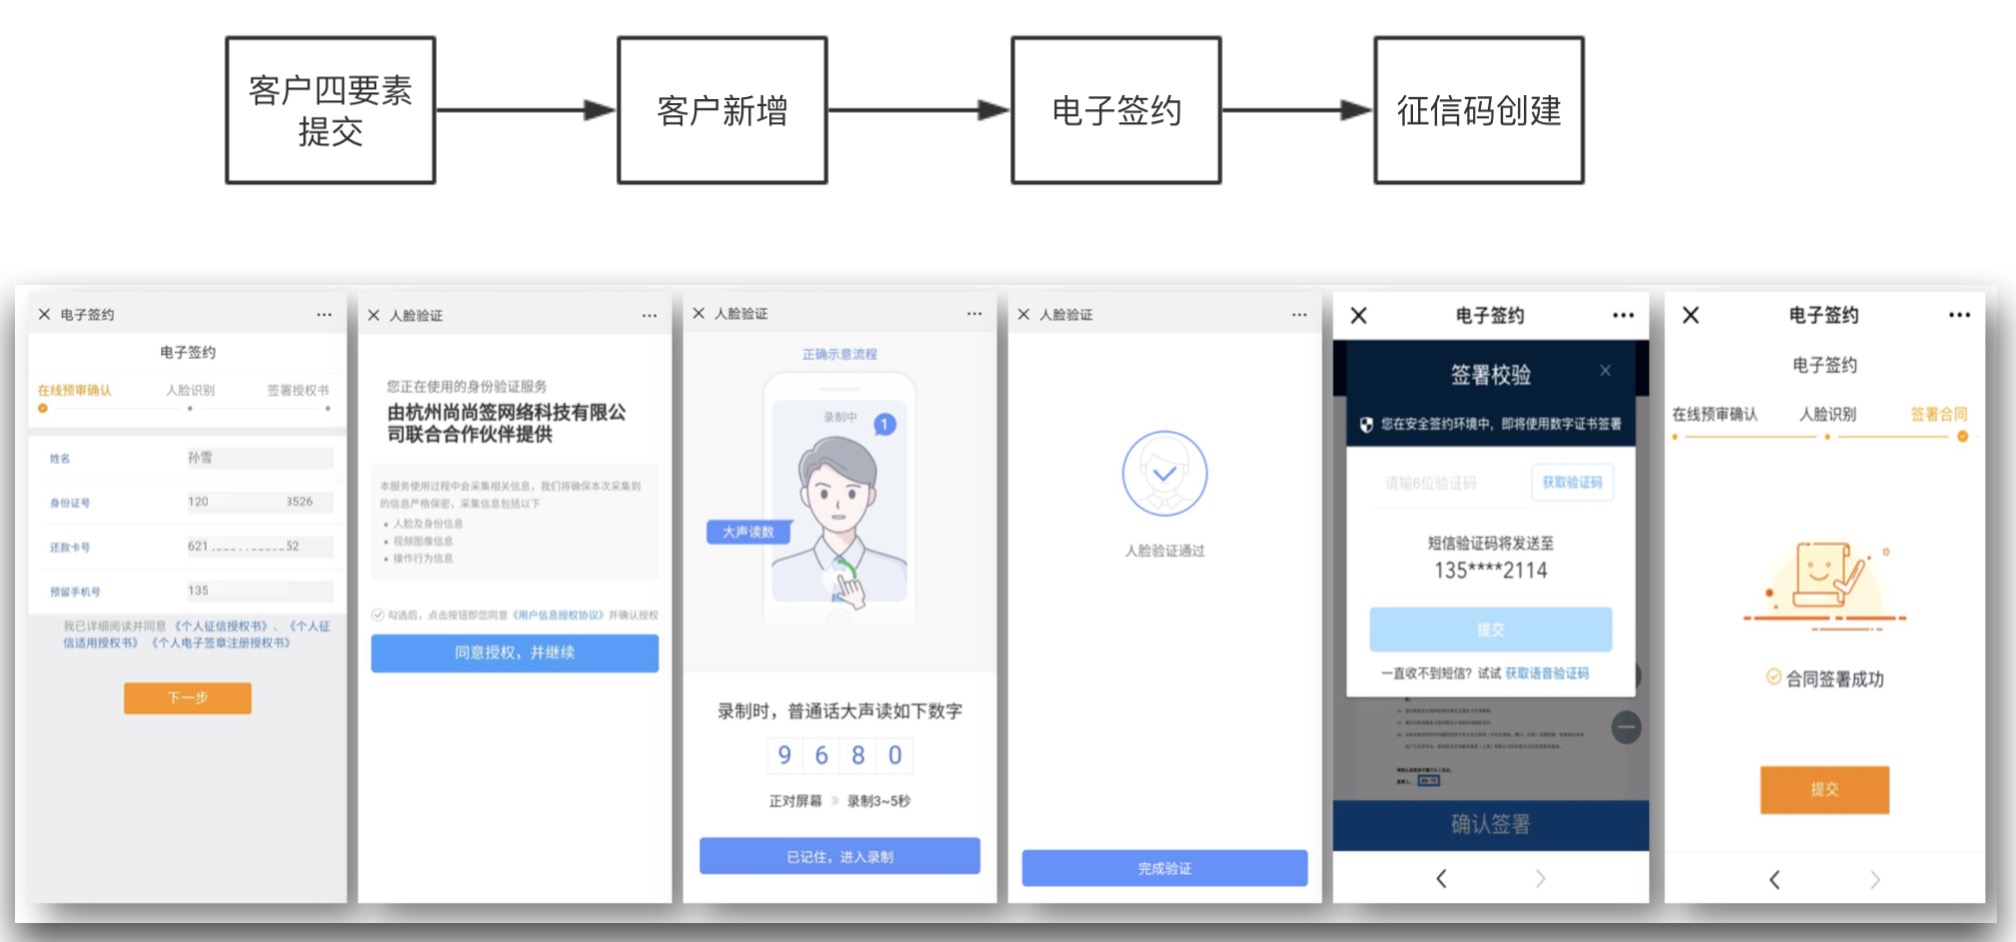 客户四要素
提交
客户新增
电子签约
征信码创建
电子签约
电子签约
在线预审确认 人脸识别 签署授权书
姓名 孙雪
身份证号 120 3526
还款卡号 621 52
预留手机号 135
我已详细阅读并同意《个人征信授权书》、《个人征
信适用授权书》《个人电子签章注册授权书》
下一步
人脸验证
您正在使用的身份验证服务
由杭州尚尚签网络科技有限公
司联合合作伙伴提供
本服务使用过程中会采集相关信息，我们将确保本次采集到
的信息严格保密，采集信息包括以下
• 人脸及身份信息
• 视频图像信息
• 操作行为信息
勾选后，点击按钮即您同意《用户信息授权协议》并确认授权
同意授权，并继续
人脸验证
正确示意流程
录制中
1
大声读数
录制时，普通话大声读如下数字
9 6 8 0
正对屏幕 » 录制3~5秒
已记住，进入录制
人脸验证
人脸验证通过
完成验证
电子签约
签署校验
您在安全签约环境中，即将使用数字证书签署
请输6位验证码 获取验证码
短信验证码将发送至
135****2114
提交
一直收不到短信？试试 获取语音验证码
确认签署
电子签约
电子签约
在线预审确认 人脸识别 签署合同
合同签署成功
提交